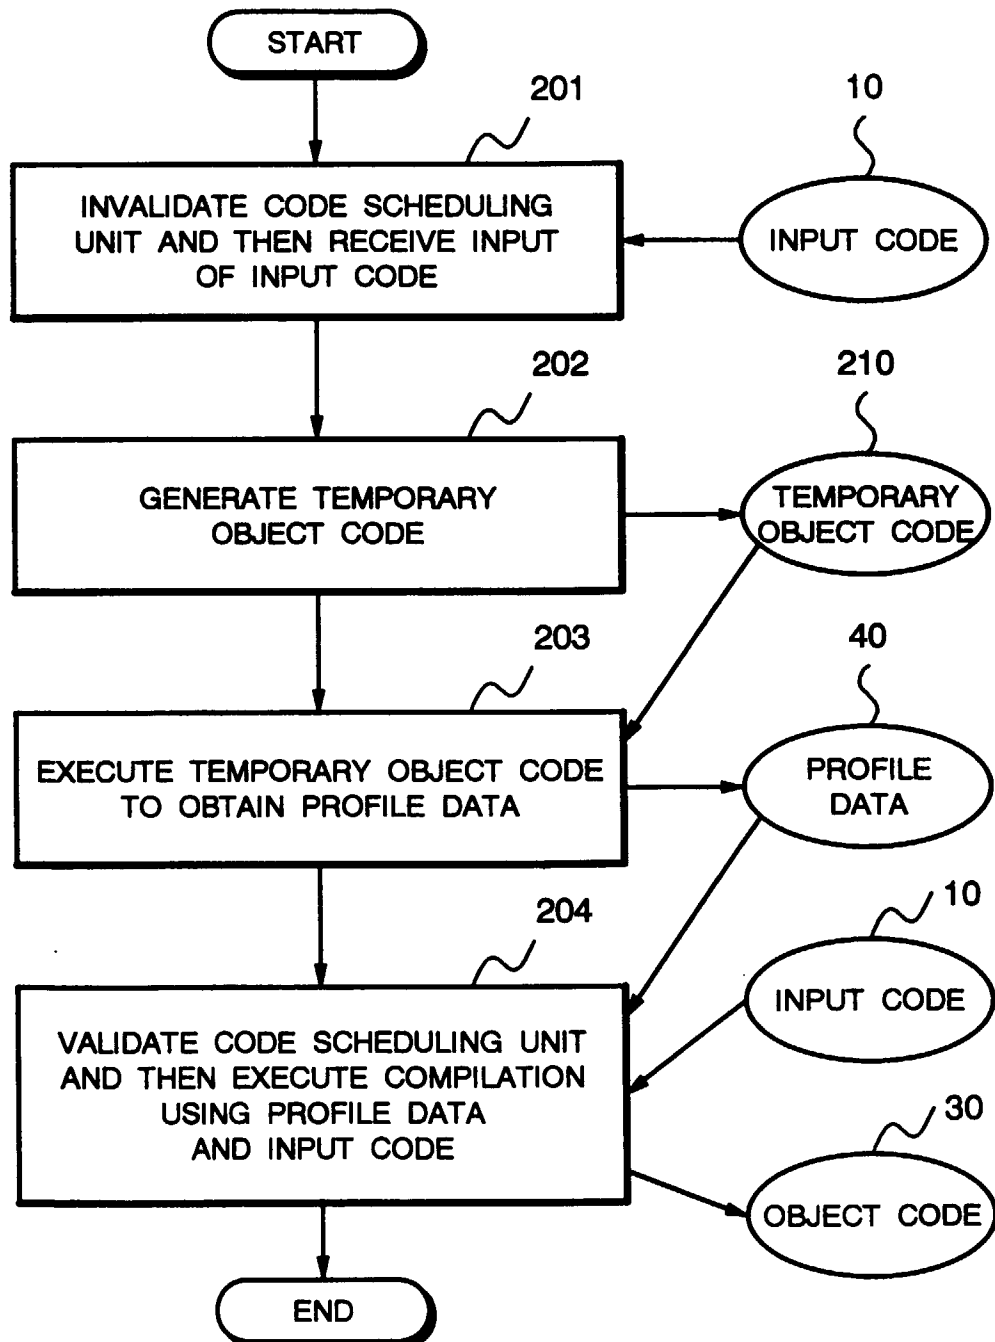 START
201
10
INVALIDATE CODE SCHEDULING
UNIT AND THEN RECEIVE INPUT
OF INPUT CODE
INPUT CODE
202
210
GENERATE TEMPORARY
OBJECT CODE
TEMPORARY
OBJECT CODE
203
40
EXECUTE TEMPORARY OBJECT CODE
TO OBTAIN PROFILE DATA
PROFILE
DATA
204
10
VALIDATE CODE SCHEDULING UNIT
AND THEN EXECUTE COMPILATION
USING PROFILE DATA
AND INPUT CODE
INPUT CODE
30
OBJECT CODE
END